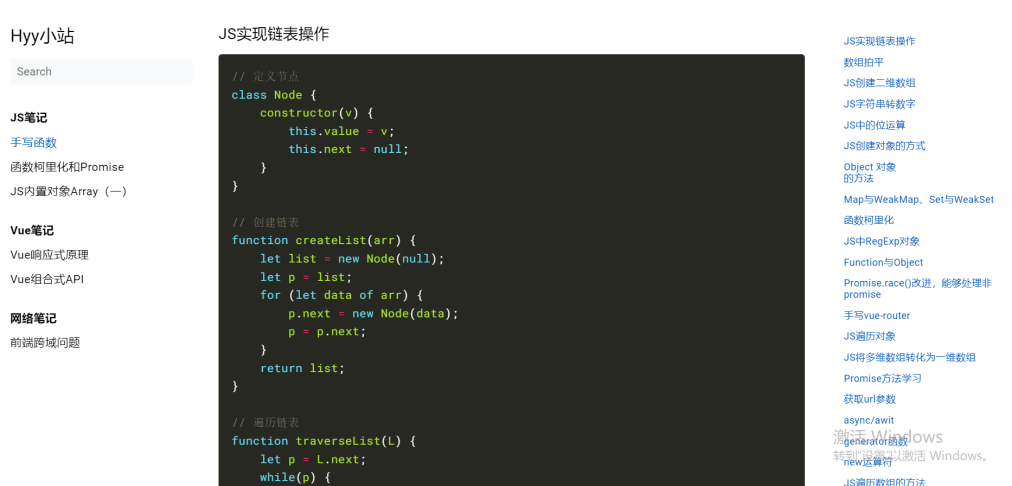 Hyy小站
Search
JS笔记
手写函数
函数柯里化和Promise
JS内置对象Array（一）
Vue笔记
Vue响应式原理
Vue组合式API
网络笔记
前端跨域问题
JS实现链表操作
// 定义节点
class Node {
    constructor(v) {
        this.value = v;
        this.next = null;
    }
}
// 创建链表
function createList(arr) {
    let list = new Node(null);
    let p = list;
    for (let data of arr) {
        p.next = new Node(data);
        p = p.next;
    }
    return list;
}
// 遍历链表
function traverseList(L) {
    let p = L.next;
    while(p) {
JS实现链表操作
数组拍平
JS创建二维数组
JS字符串转数字
JS中的位运算
JS创建对象的方式
Object 对象
的方法
Map与WeakMap、Set与WeakSet
函数柯里化
JS中RegExp对象
Function与Object
Promise.race()改进，能够处理非
promise
手写vue-router
JS遍历对象
JS将多维数组转化为一维数组
Promise方法学习
获取url参数
async/awit
generator函数
new运算符
JS遍历数组的方法
激活 Windows
转到"设置"以激活 Windows。